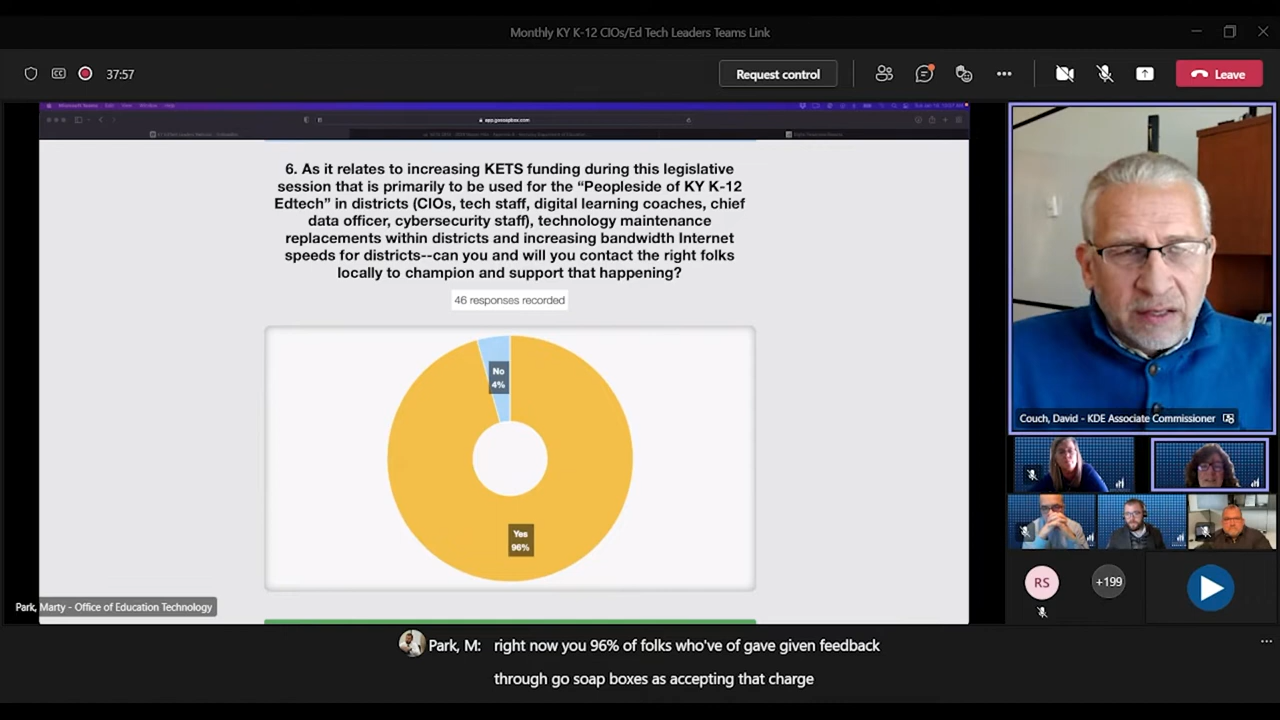 Monthly KY K-12 CIOs/Ed Tech Leaders Teams Link
CC
37:57
Request control
Leave
app.gosoapbox.com
6. As it relates to increasing KETS funding during this legislative
session that is primarily to be used for the “Peopleside of KY K-12
Edtech” in districts (CIOs, tech staff, digital learning coaches, chief
data officer, cybersecurity staff), technology maintenance
replacements within districts and increasing bandwidth Internet
speeds for districts--can you and will you contact the right folks
locally to champion and support that happening?
46 responses recorded
No
4%
Yes
96%
Couch, David - KDE Associate Commissioner
RS
+199
Park, Marty - Office of Education Technology
Park, M: right now you 96% of folks who've of gave given feedback
through go soap boxes as accepting that charge